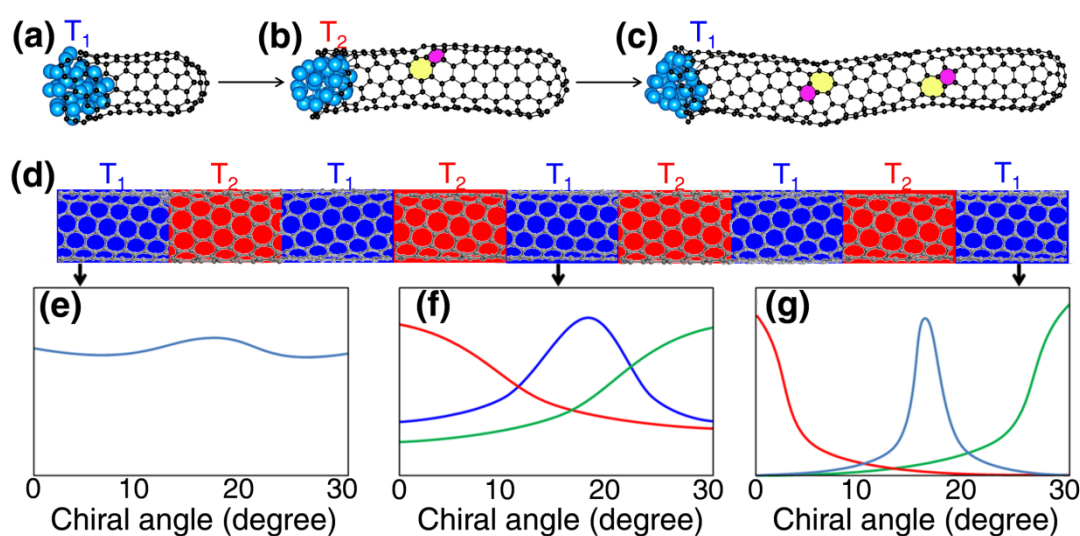 (a) T₁ (b) T₂ (c) T₁
(d) T₁ T₂ T₁ T₂ T₁ T₂ T₁ T₂ T₁
(e) (f) (g)
0 10 20 30 0 10 20 30 0 10 20 30
Chiral angle (degree) Chiral angle (degree) Chiral angle (degree)